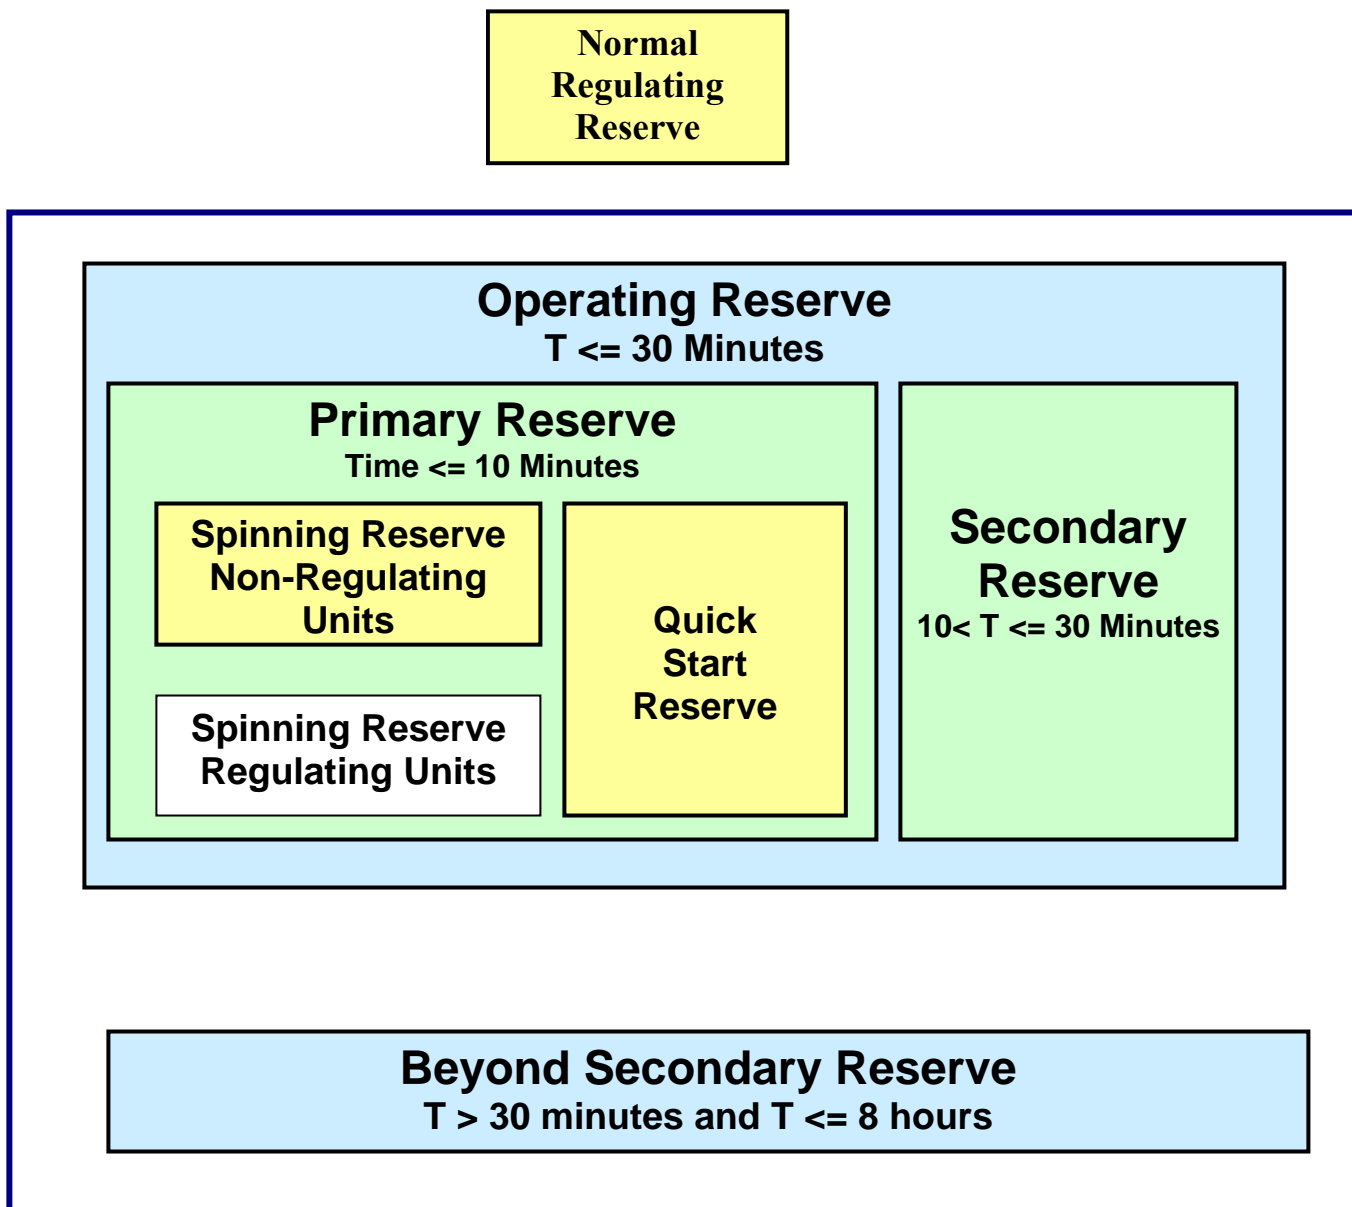 Normal
Regulating
Reserve
Operating Reserve
T <= 30 Minutes
Primary Reserve
Time <= 10 Minutes
Spinning Reserve
Non-Regulating
Units
Spinning Reserve
Regulating Units
Quick
Start
Reserve
Secondary
Reserve
10< T <= 30 Minutes
Beyond Secondary Reserve
T > 30 minutes and T <= 8 hours